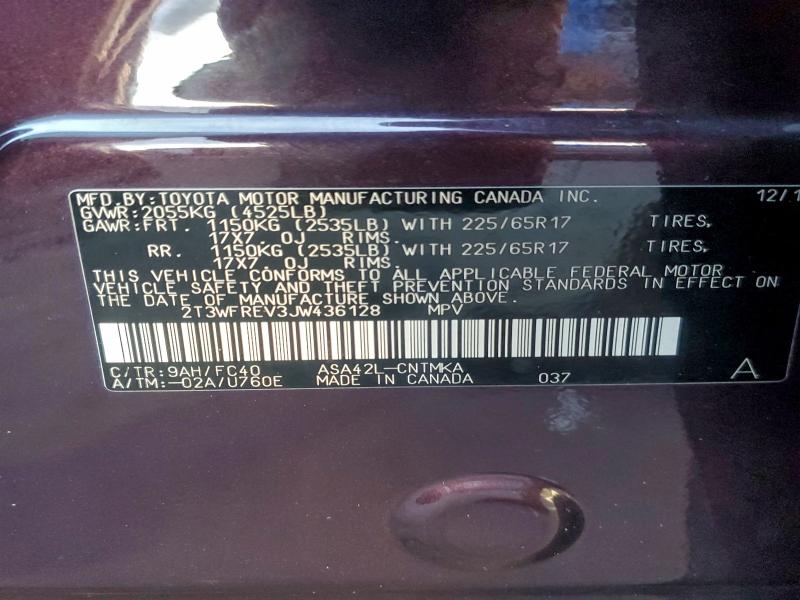 MFD.BY:TOYOTA MOTOR MANUFACTURING CANADA INC. 12/1
GVWR:2055KG (4525LB)
GAWR:FRT. 1150KG (2535LB) WITH 225/65R17 TIRES,
17X7 0J RIMS.
RR. 1150KG (2535LB) WITH 225/65R17 TIRES,
17X7 0J RIMS.
THIS VEHICLE CONFORMS TO ALL APPLICABLE FEDERAL MOTOR
VEHICLE SAFETY AND THEFT PREVENTION STANDARDS IN EFFECT ON
THE DATE OF MANUFACTURE SHOWN ABOVE.
2T3WFREV3JW436128 MPV
C/TR:9AH/FC40 ASA42L-CNTMKA
A/TM:-02A/U760E MADE IN CANADA 037 A